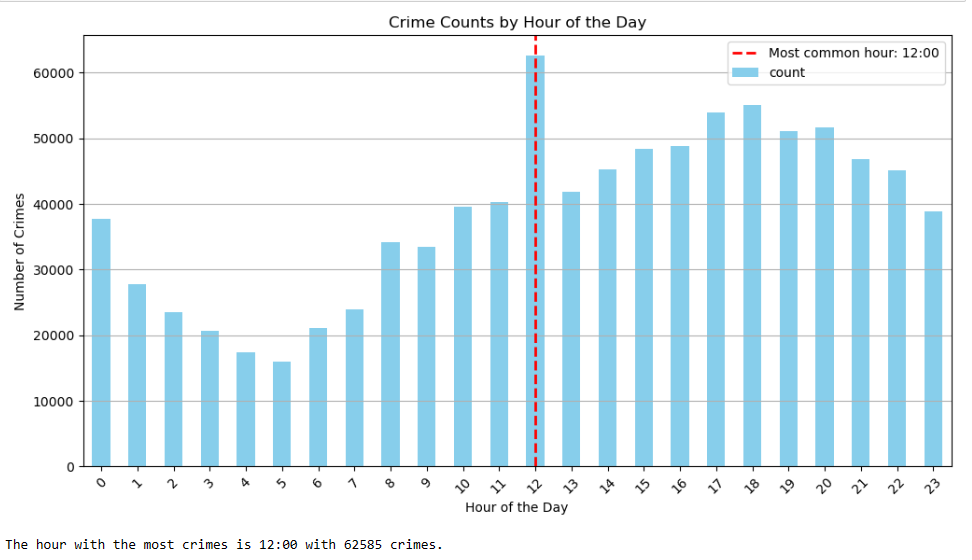 Crime Counts by Hour of the Day
Most common hour: 12:00
count
Number of Crimes
60000
50000
40000
30000
20000
10000
0
0 1 2 3 4 5 6 7 8 9 10 11 12 13 14 15 16 17 18 19 20 21 22 23
Hour of the Day
The hour with the most crimes is 12:00 with 62585 crimes.